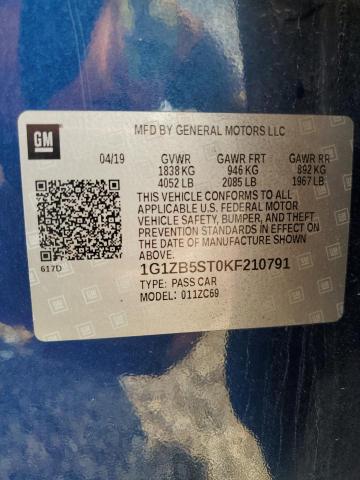 GM
MFD BY GENERAL MOTORS LLC
04/19 GVWR GAWR FRT GAWR RR
1838 KG 946 KG 892 KG
4052 LB 2085 LB 1967 LB
THIS VEHICLE CONFORMS TO ALL
APPLICABLE U.S. FEDERAL MOTOR
VEHICLE SAFETY, BUMPER, AND THEFT
PREVENTION STANDARDS IN EFFECT ON
THE DATE OF MANUFACTURE SHOWN
ABOVE.
617D
1G1ZB5ST0KF210791
TYPE: PASS CAR
MODEL: 011ZC69